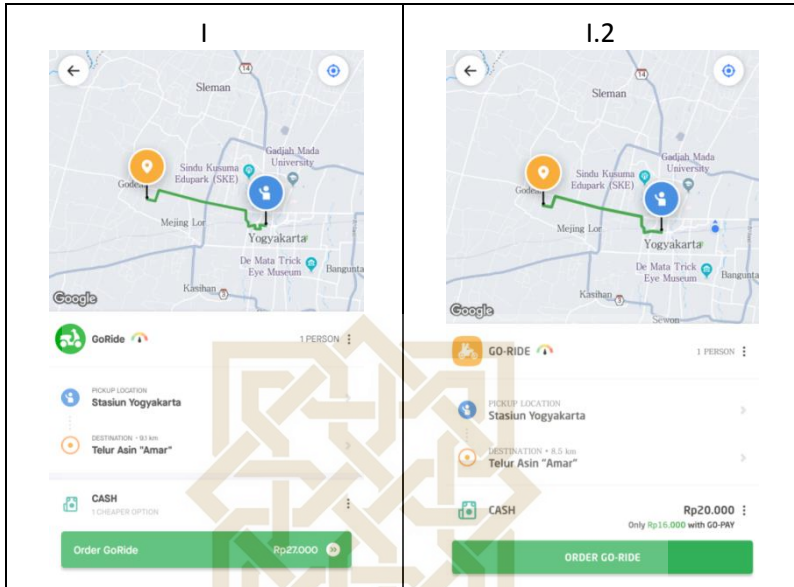 I
14
Sleman
Gadjah Mada
University
Sindu Kusuma
Edupark (SKE)
Mejing Lor
Yogyakarta
De Mata Trick
Eye Museum
Bangunta
Kasihan
3
Google
GoRide
1 PERSON
PICKUP LOCATION
Stasiun Yogyakarta
DESTINATION • 9.1 km
Telur Asin "Amar"
CASH
1 CHEAPER OPTION
Order GoRide Rp27.000
I.2
14
Sleman
Gadjah Mada
University
Sindu Kusuma
Edupark (SKE)
Mejing Lor
Yogyakarta
De Mata Trick
Eye Museum
Bangunta
Kasihan
3
Google
Sewon
GO-RIDE
1 PERSON
PICKUP LOCATION
Stasiun Yogyakarta
DESTINATION • 8.5 km
Telur Asin "Amar"
CASH Rp20.000
Only Rp16.000 with GO-PAY
ORDER GO-RIDE